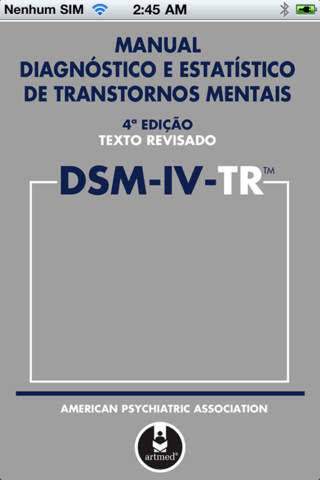 Nenhum SIM 2:45 AM
MANUAL
DIAGNÓSTICO E ESTATÍSTICO
DE TRANSTORNOS MENTAIS
4ª EDIÇÃO
TEXTO REVISADO
DSM-IV-TR™
AMERICAN PSYCHIATRIC ASSOCIATION
artmed®